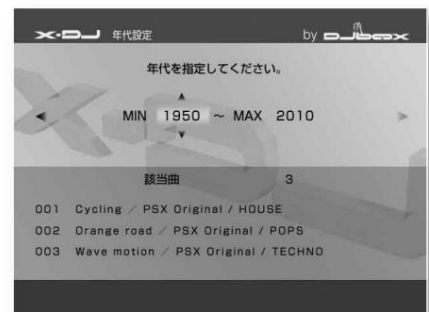 X-DJ 年代設定 by DJbox
年代を指定してください。
MIN 1950 ~ MAX 2010
該当曲 3
001 Cycling / PSX Original / HOUSE
002 Orange road / PSX Original / POPS
003 Wave motion / PSX Original / TECHNO